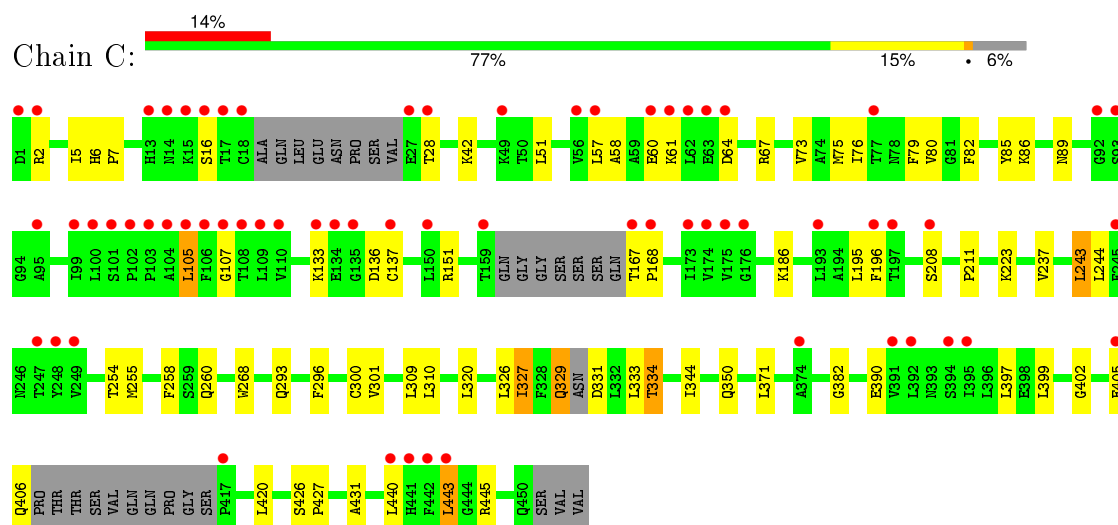 14%
Chain C:
77% 15% • 6%
D1 R2 I5 H6 P7 H13 N14 K15 S16 T17 C18 ALA GLN LEU GLU ASN PRO SER VAL E27 T28 K42 K49 T50 L51 V56 L57 A58 A59 E60 K61 L62 E63 D64 R67 V73 A74 M75 I76 T77 N78 F79 V80 G81 F82 Y85 K86 N89 G92 S93
G94 A95 I99 L100 S101 P102 P103 A104 L105 F106 G107 T108 L109 V110 K133 E134 G135 D136 C137 L150 R151 T159 GLN GLY GLY SER SER SER GLN T167 P168 I173 V174 V175 G176 K186 L193 A194 L195 F196 T197 S208 P211 K223 V237 L243 L244 E245
N246 T247 Y248 V249 T254 M255 F258 S259 Q260 W268 Q293 F296 C300 V301 L309 L310 L320 L326 I327 F328 Q329 ASN D331 L332 L333 T334 I344 Q350 L371 A374 G382 E390 V391 L392 N393 S394 I395 L396 L397 E398 L399 G402 E405
Q406 PRO THR THR SER VAL GLN GLN PRO GLY SER P417 L420 S426 P427 A431 L440 H441 F442 L443 G444 R445 Q450 SER VAL VAL